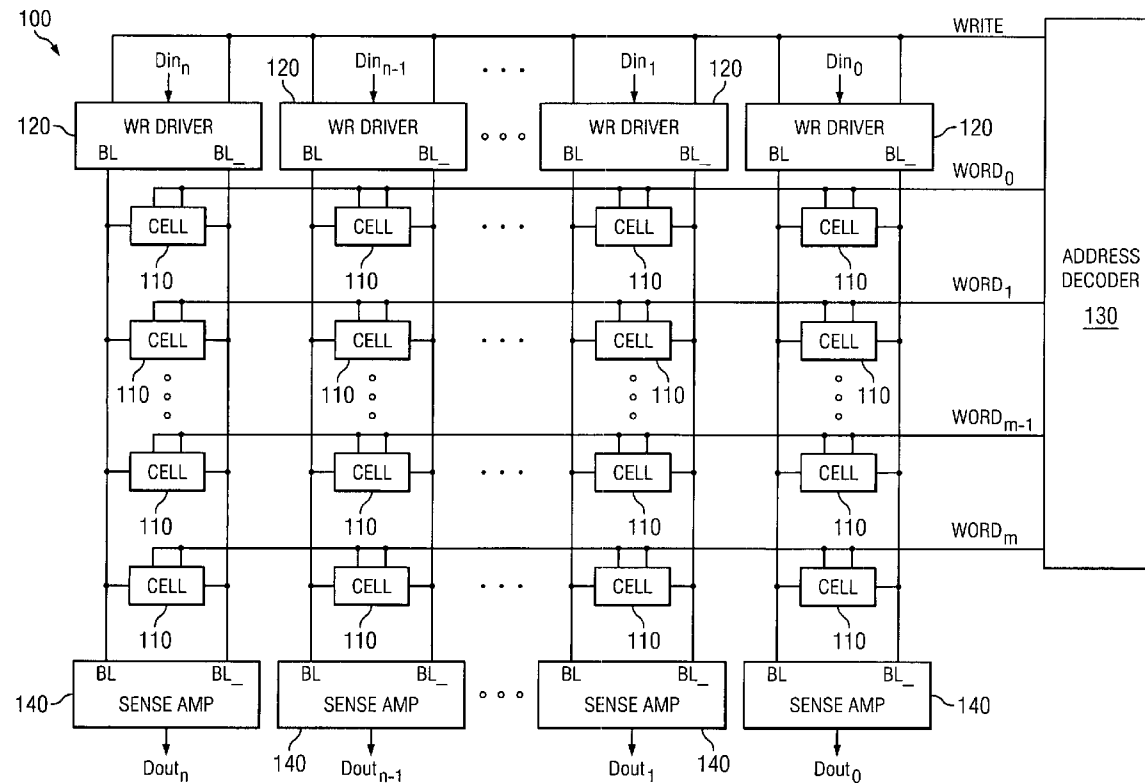 100
WRITE
Din_n Din_{n-1} . . . Din_1 Din_0
120 120 120 120
WR DRIVER WR DRIVER WR DRIVER WR DRIVER
BL BL_ BL BL_ BL BL_ BL BL_
WORD_0
CELL CELL . . . CELL CELL
110 110 110 110
ADDRESS
DECODER
130
WORD_1
CELL CELL . . . CELL CELL
110 110 110 110
WORD_{m-1}
CELL CELL . . . CELL CELL
110 110 110 110
WORD_m
CELL CELL . . . CELL CELL
110 110 110 110
BL BL_ BL BL_ BL BL_ BL BL_
SENSE AMP SENSE AMP SENSE AMP SENSE AMP
140 140 140 140
Dout_n Dout_{n-1} Dout_1 Dout_0